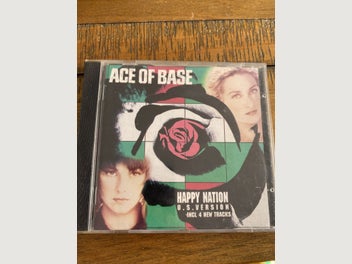 ACE OF BASE
HAPPY NATION
U.S.VERSION
INCL 4 NEW TRACKS